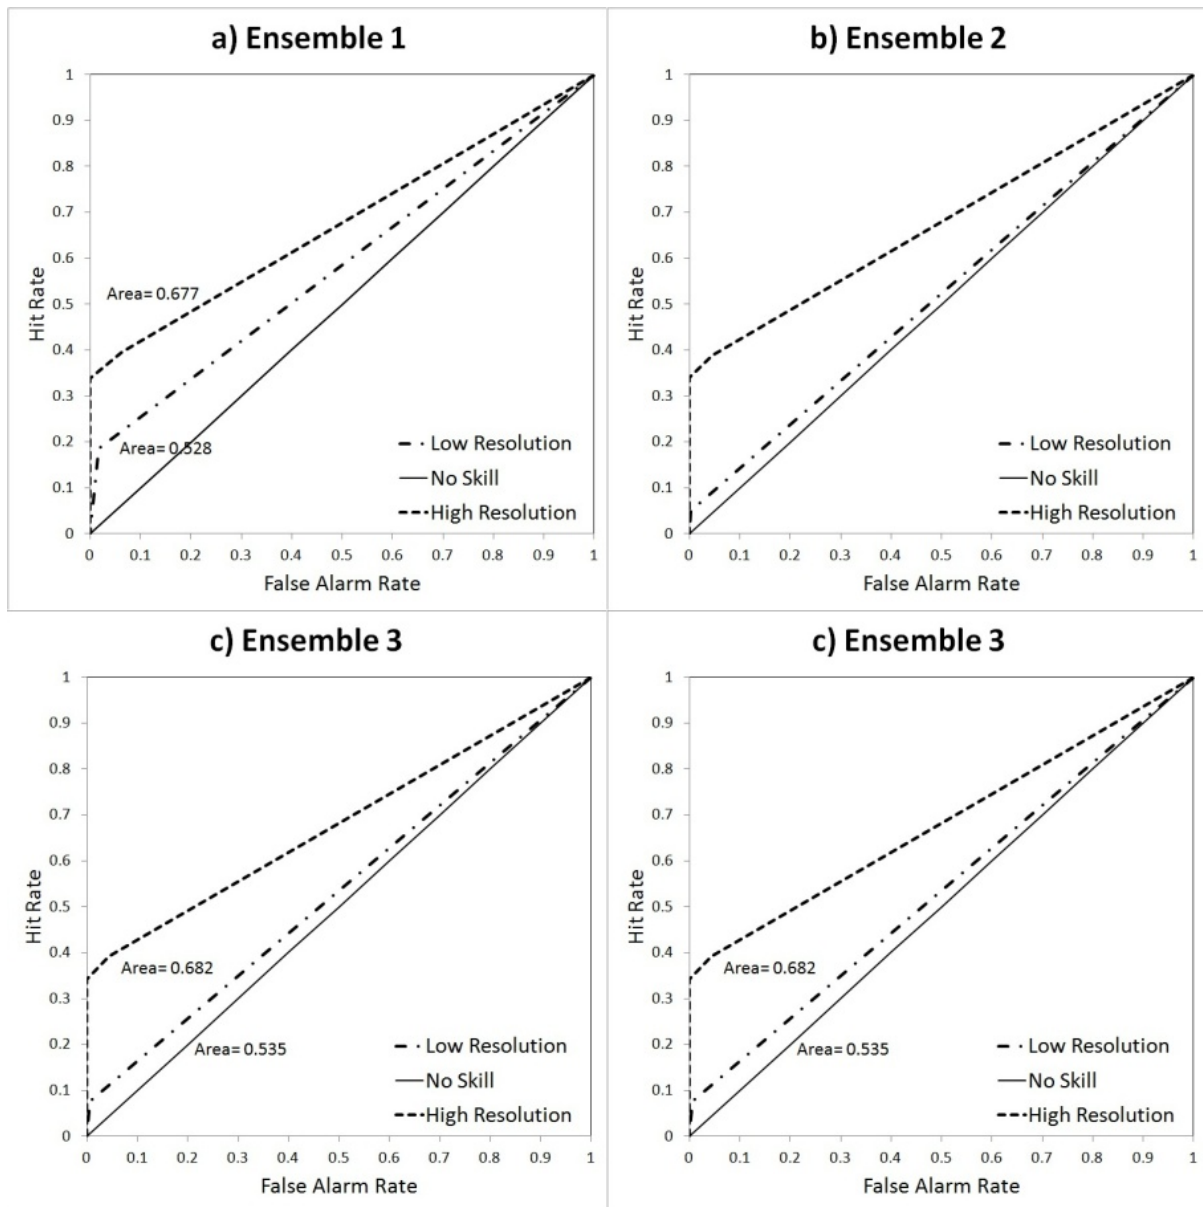 a) Ensemble 1
1
0.9
0.8
0.7
0.6
0.5
0.4
0.3
0.2
0.1
0
Hit Rate
Area= 0.677
Area= 0.528
Low Resolution
No Skill
High Resolution
0 0.1 0.2 0.3 0.4 0.5 0.6 0.7 0.8 0.9 1
False Alarm Rate
b) Ensemble 2
1
0.9
0.8
0.7
0.6
0.5
0.4
0.3
0.2
0.1
0
Hit Rate
Low Resolution
No Skill
High Resolution
0 0.1 0.2 0.3 0.4 0.5 0.6 0.7 0.8 0.9 1
False Alarm Rate
c) Ensemble 3
1
0.9
0.8
0.7
0.6
0.5
0.4
0.3
0.2
0.1
0
Hit Rate
Area= 0.682
Area= 0.535
Low Resolution
No Skill
High Resolution
0 0.1 0.2 0.3 0.4 0.5 0.6 0.7 0.8 0.9 1
False Alarm Rate
c) Ensemble 3
1
0.9
0.8
0.7
0.6
0.5
0.4
0.3
0.2
0.1
0
Hit Rate
Area= 0.682
Area= 0.535
Low Resolution
No Skill
High Resolution
0 0.1 0.2 0.3 0.4 0.5 0.6 0.7 0.8 0.9 1
False Alarm Rate